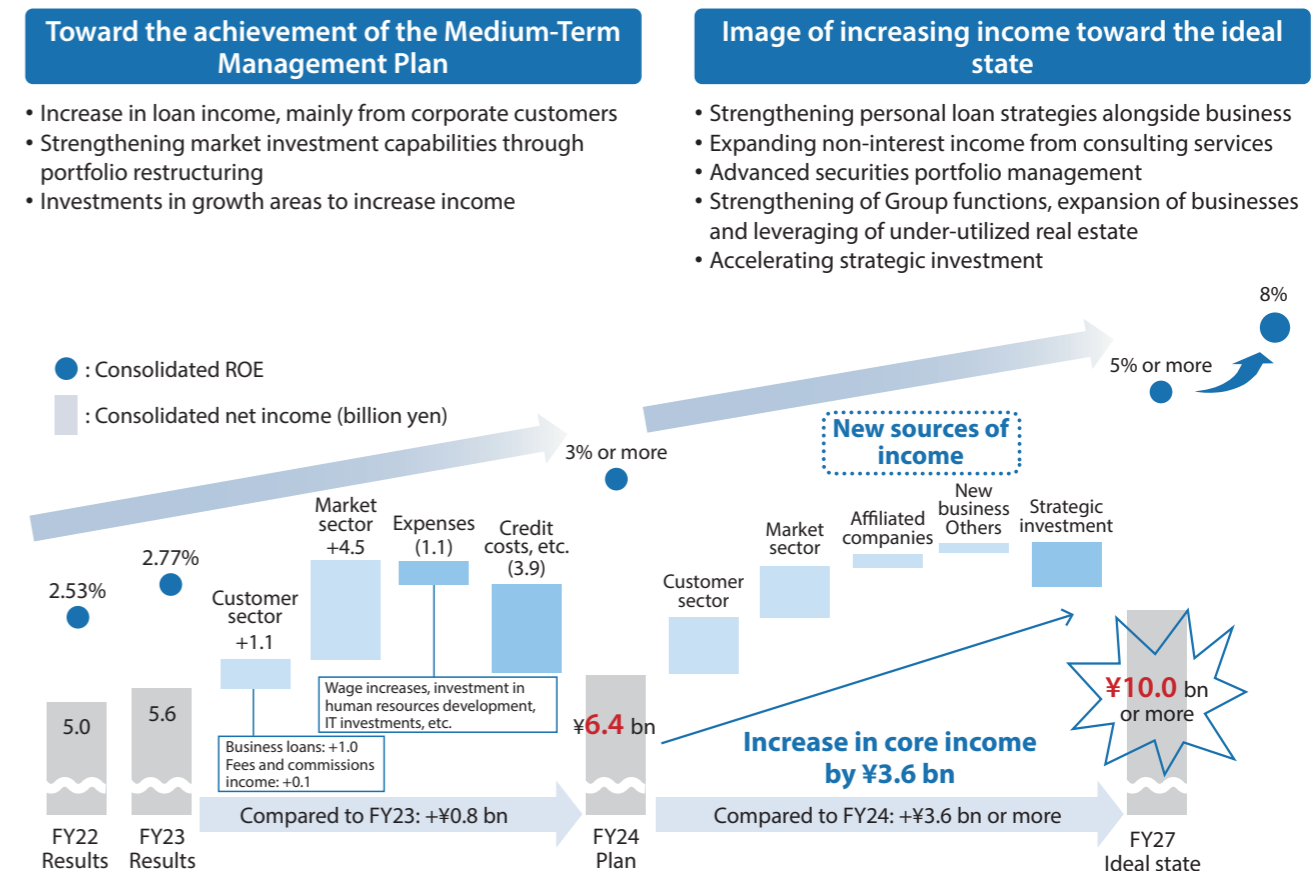 Toward the achievement of the Medium-Term
Management Plan
• Increase in loan income, mainly from corporate customers
• Strengthening market investment capabilities through
portfolio restructuring
• Investments in growth areas to increase income
Image of increasing income toward the ideal
state
• Strengthening personal loan strategies alongside business
• Expanding non-interest income from consulting services
• Advanced securities portfolio management
• Strengthening of Group functions, expansion of businesses
and leveraging of under-utilized real estate
• Accelerating strategic investment
: Consolidated ROE
: Consolidated net income (billion yen)
2.53%
2.77%
3% or more
5% or more
8%
5.0
5.6
Customer
sector
+1.1
Market
sector
+4.5
Expenses
(1.1)
Credit
costs, etc.
(3.9)
Business loans: +1.0
Fees and commissions
income: +0.1
Wage increases, investment in
human resources development,
IT investments, etc.
¥6.4 bn
New sources of
income
Customer
sector
Market
sector
Affiliated
companies
New
business
Others
Strategic
investment
Increase in core income
by ¥3.6 bn
¥10.0 bn
or more
Compared to FY23: +¥0.8 bn
Compared to FY24: +¥3.6 bn or more
FY22
Results
FY23
Results
FY24
Plan
FY27
Ideal state